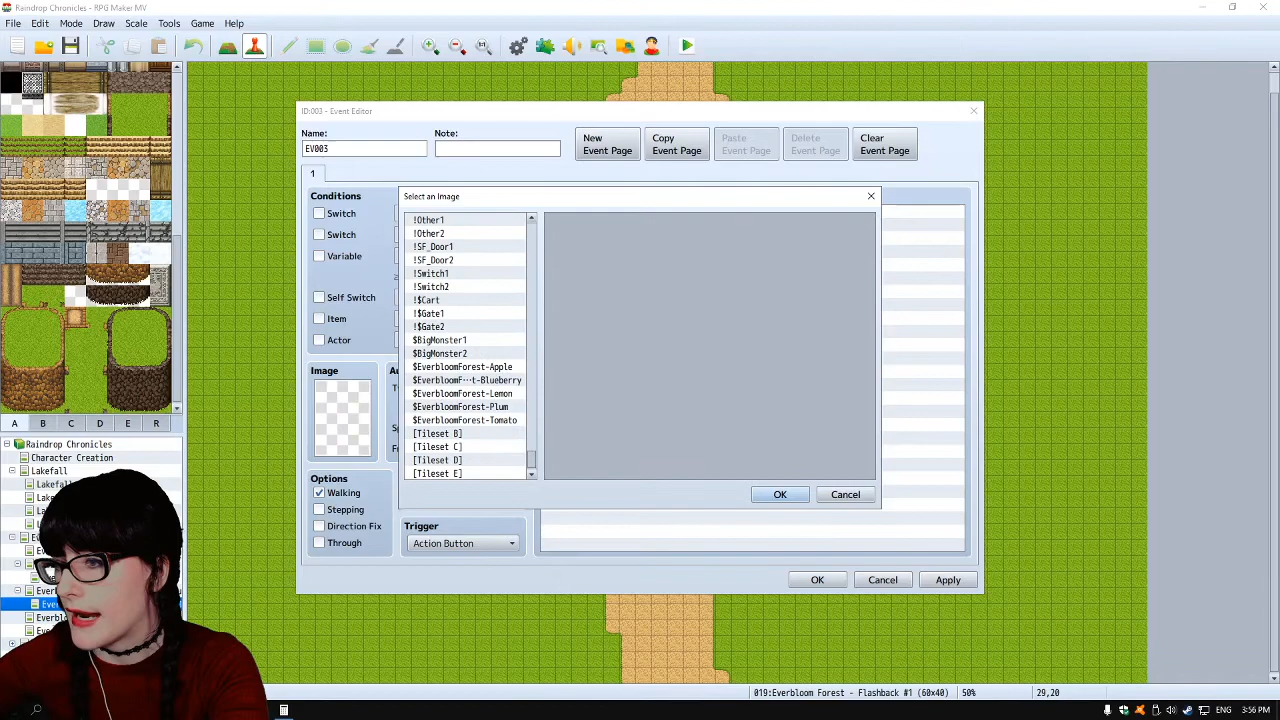 Raindrop Chronicles - RPG Maker MV
File Edit Mode Draw Scale Tools Game Help
ID:003 - Event Editor
Name:
Note:
EV003
New
Event Page
Copy
Event Page
Paste
Event Page
Delete
Event Page
Clear
Event Page
1
Conditions
Switch
Switch
Variable
Self Switch
Item
Actor
Image
Options
Walking
Stepping
Direction Fix
Through
Trigger
Action Button
Select an Image
!Other1
!Other2
!SF_Door1
!SF_Door2
!Switch1
!Switch2
!$Cart
!$Gate1
!$Gate2
$BigMonster1
$BigMonster2
$EverbloomForest-Apple
$EverbloomF…t-Blueberry
$EverbloomForest-Lemon
$EverbloomForest-Plum
$EverbloomForest-Tomato
[Tileset B]
[Tileset C]
[Tileset D]
[Tileset E]
OK Cancel
OK Cancel Apply
A B C D E R
Raindrop Chronicles
Character Creation
Lakefall
019:Everbloom Forest - Flashback #1 (60x40) 50% 29,20
ENG 3:56 PM